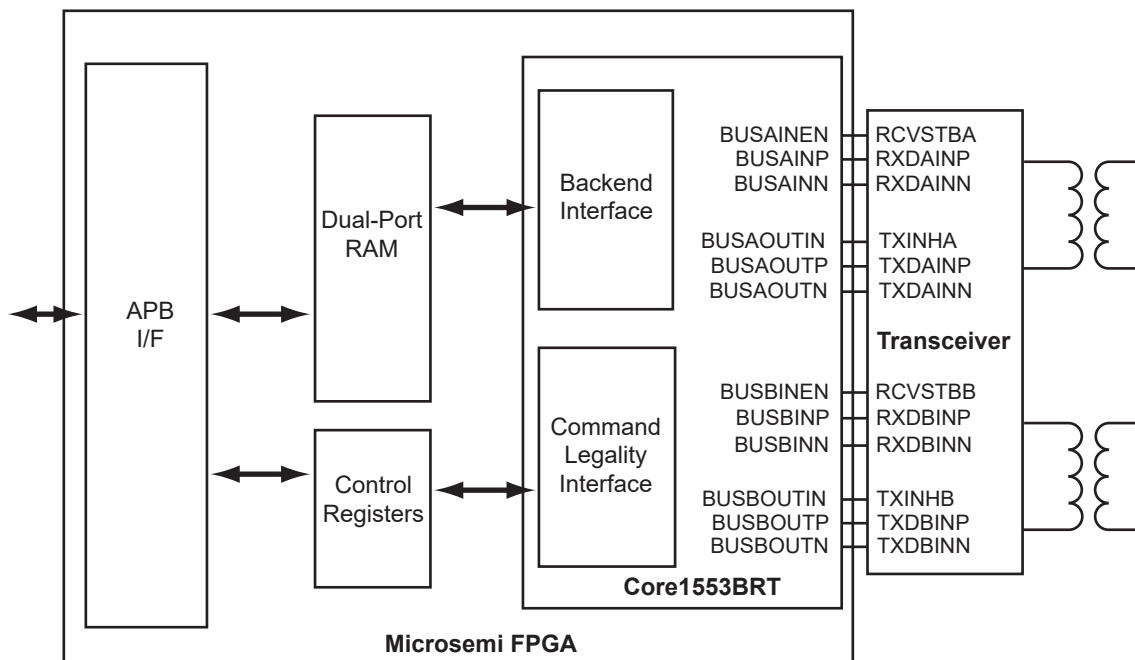 APB
I/F
Dual-Port
RAM
Control
Registers
Backend
Interface
Command
Legality
Interface
BUSAINEN
BUSAINP
BUSAINN
BUSAOUTIN
BUSAOUTP
BUSAOUTN
BUSBINEN
BUSBINP
BUSBINN
BUSBOUTIN
BUSBOUTP
BUSBOUTN
Core1553BRT
Microsemi FPGA
RCVSTBA
RXDAINP
RXDAINN
TXINHA
TXDAINP
TXDAINN
Transceiver
RCVSTBB
RXDBINP
RXDBINN
TXINHB
TXDBINP
TXDBINN